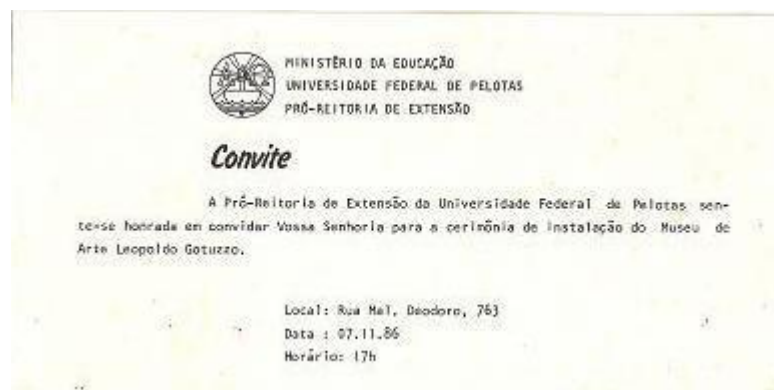 MINISTÉRIO DA EDUCAÇÃO
UNIVERSIDADE FEDERAL DE PELOTAS
PRÓ-REITORIA DE EXTENSÃO
Convite
A Pró-Reitoria de Extensão da Universidade Federal de Pelotas sen-
te-se honrada em convidar Vossa Senhoria para a cerimônia de instalação do Museu de
Arte Leopoldo Gotuzzo.
Local: Rua Mal. Deodoro, 763
Data : 07.11.86
Horário: 17h